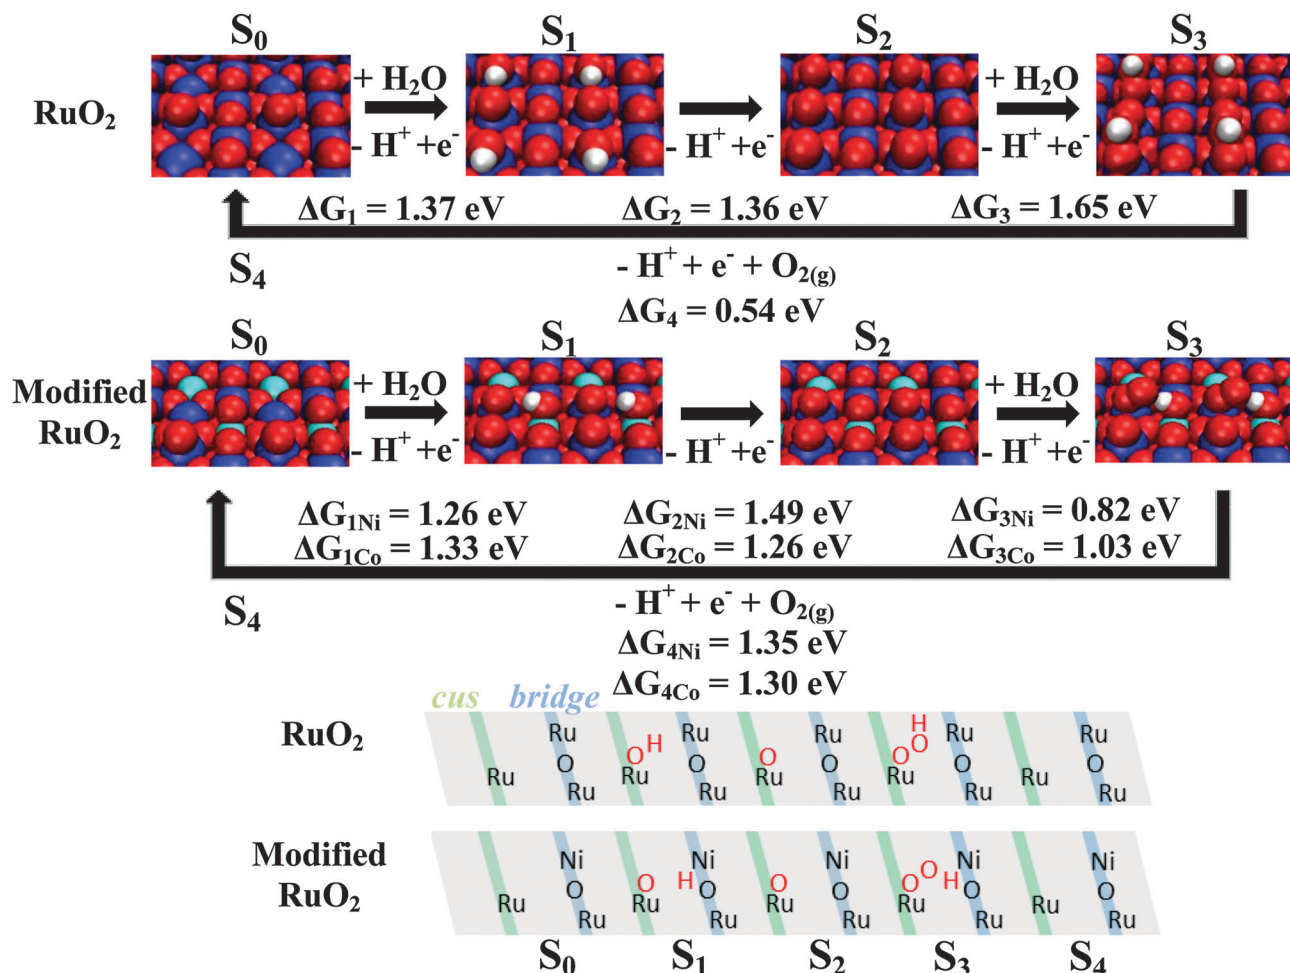 S₀ S₁ S₂ S₃
RuO₂
+ H₂O
- H⁺ +e⁻
- H⁺ +e⁻
+ H₂O
- H⁺ +e⁻
ΔG₁ = 1.37 eV ΔG₂ = 1.36 eV ΔG₃ = 1.65 eV
S₄
- H⁺ + e⁻ + O₂₍g₎
ΔG₄ = 0.54 eV
S₀ S₁ S₂ S₃
Modified
RuO₂
+ H₂O
- H⁺ +e⁻
- H⁺ +e⁻
+ H₂O
- H⁺ +e⁻
ΔG1Ni = 1.26 eV ΔG2Ni = 1.49 eV ΔG3Ni = 0.82 eV
ΔG1Co = 1.33 eV ΔG2Co = 1.26 eV ΔG3Co = 1.03 eV
S₄
- H⁺ + e⁻ + O₂₍g₎
ΔG4Ni = 1.35 eV
ΔG4Co = 1.30 eV
cus bridge
RuO₂
Ru Ru O Ru
Ru O H Ru O Ru
Ru O Ru O Ru
Ru O O H Ru O Ru
Ru Ru O Ru
Modified
RuO₂
Ru Ni O Ru
Ru O H Ni O Ru
Ru O Ni O Ru
Ru O O H Ni O Ru
Ru Ni O Ru
S₀ S₁ S₂ S₃ S₄